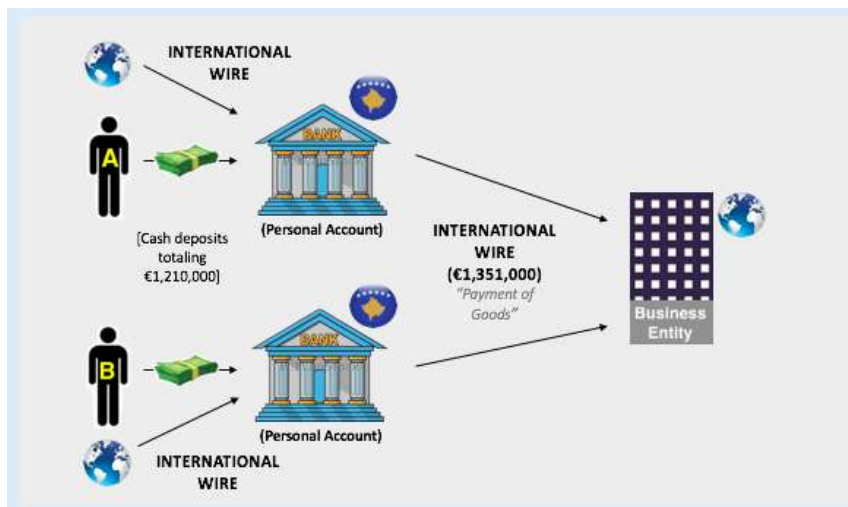 INTERNATIONAL
WIRE
A
BANK
(Personal Account)
[Cash deposits
totaling
€1,210,000]
INTERNATIONAL
WIRE
(€1,351,000)
"Payment of
Goods"
Business
Entity
B
BANK
(Personal Account)
INTERNATIONAL
WIRE